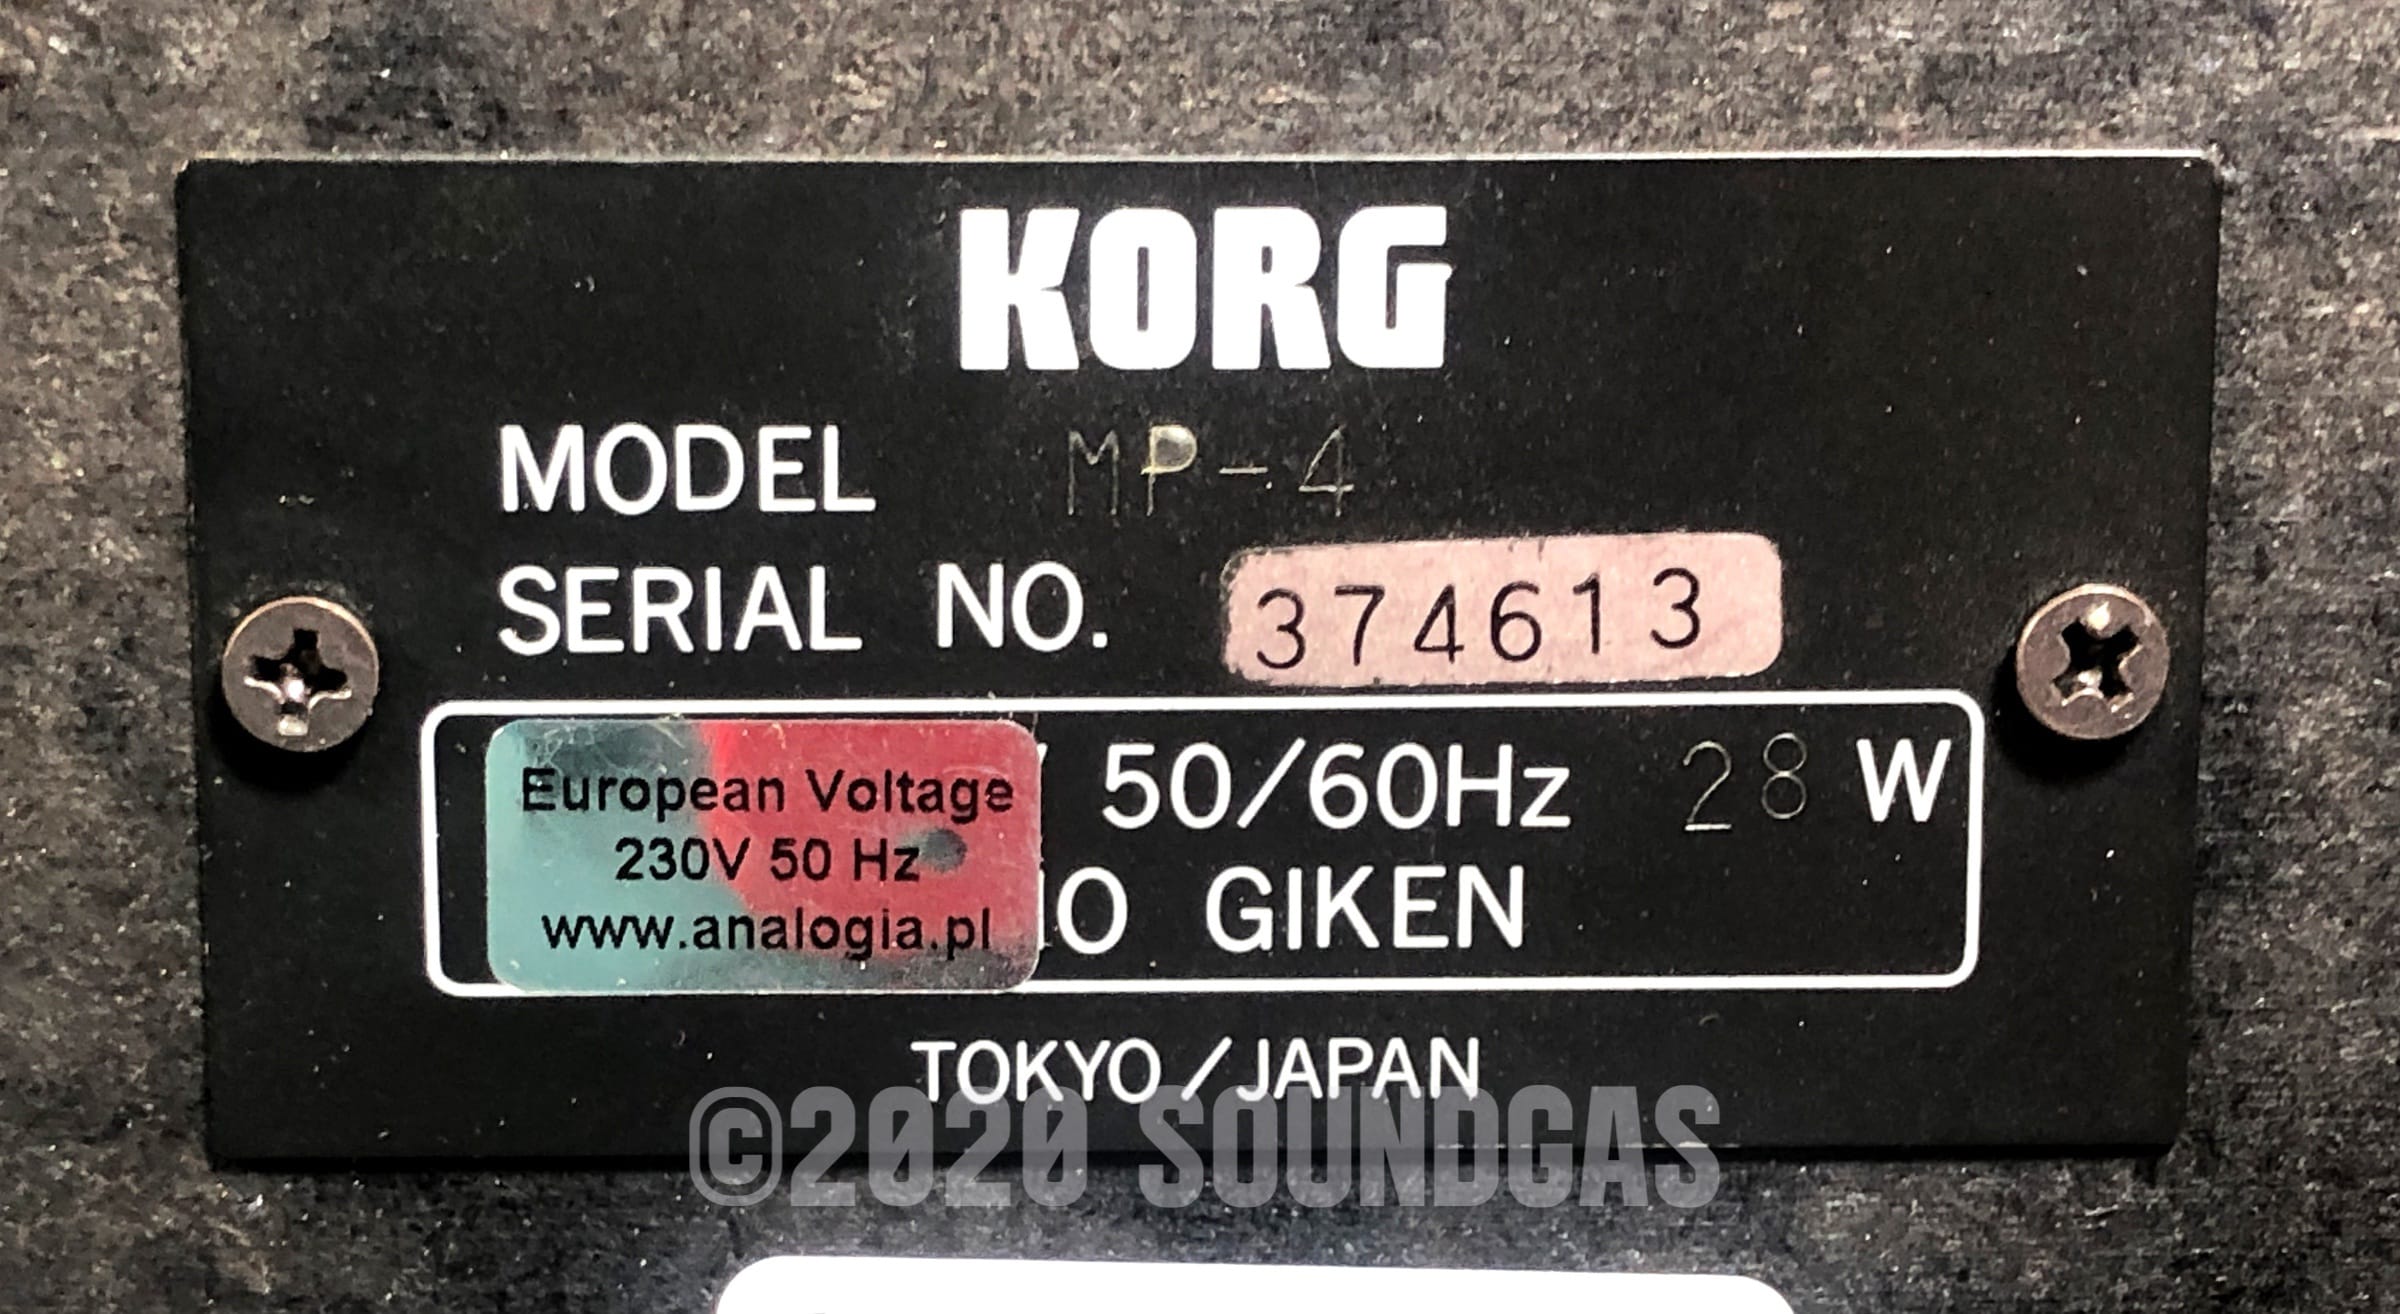 KORG
MODEL MP-4
SERIAL NO. 374613
European Voltage
230V 50 Hz
www.analogia.pl
50/60Hz 28 W
IO GIKEN
TOKYO/JAPAN
©2020 SOUNDGAS